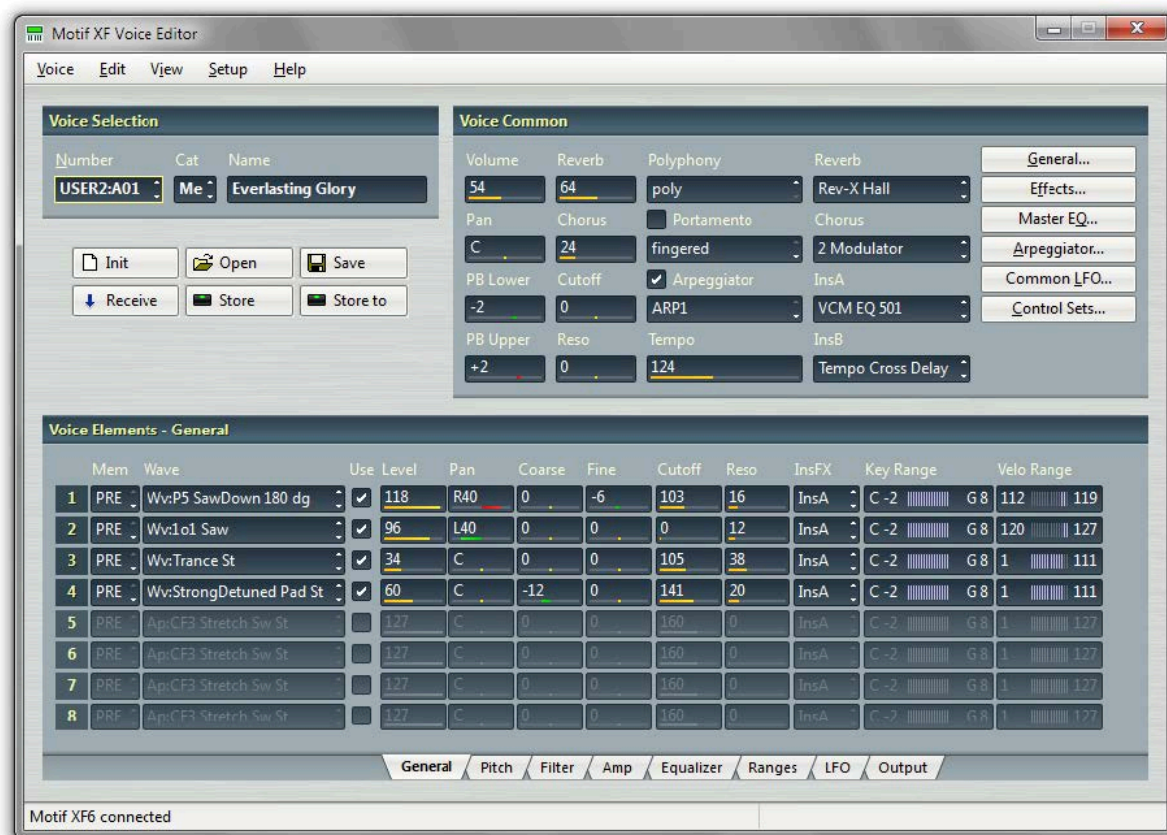 Motif XF Voice Editor
Voice Edit View Setup Help
Voice Selection
Number Cat Name
USER2:A01 Me Everlasting Glory
Init Open Save
Receive Store Store to
Voice Common
Volume Reverb Polyphony Reverb General...
54 64 poly Rev-X Hall Effects...
Pan Chorus Portamento Chorus Master EQ...
C 24 fingered 2 Modulator Arpeggiator...
PB Lower Cutoff Arpeggiator InsA Common LFO...
-2 0 ARP1 VCM EQ 501 Control Sets...
PB Upper Reso Tempo InsB
+2 0 124 Tempo Cross Delay
Voice Elements - General
Mem Wave Use Level Pan Coarse Fine Cutoff Reso InsFX Key Range Velo Range
1 PRE Wv:P5 SawDown 180 dg 118 R40 0 -6 103 16 InsA C -2 G 8 112 119
2 PRE Wv:1o1 Saw 96 L40 0 0 0 12 InsA C -2 G 8 120 127
3 PRE Wv:Trance St 34 C 0 0 105 38 InsA C -2 G 8 1 111
4 PRE Wv:StrongDetuned Pad St 60 C -12 0 141 20 InsA C -2 G 8 1 111
5 PRE Ap:CF3 Stretch Sw St 127 C 0 0 160 0 InsA C -2 G 8 1 127
6 PRE Ap:CF3 Stretch Sw St 127 C 0 0 160 0 InsA C -2 G 8 1 127
7 PRE Ap:CF3 Stretch Sw St 127 C 0 0 160 0 InsA C -2 G 8 1 127
8 PRE Ap:CF3 Stretch Sw St 127 C 0 0 160 0 InsA C -2 G 8 1 127
General Pitch Filter Amp Equalizer Ranges LFO Output
Motif XF6 connected